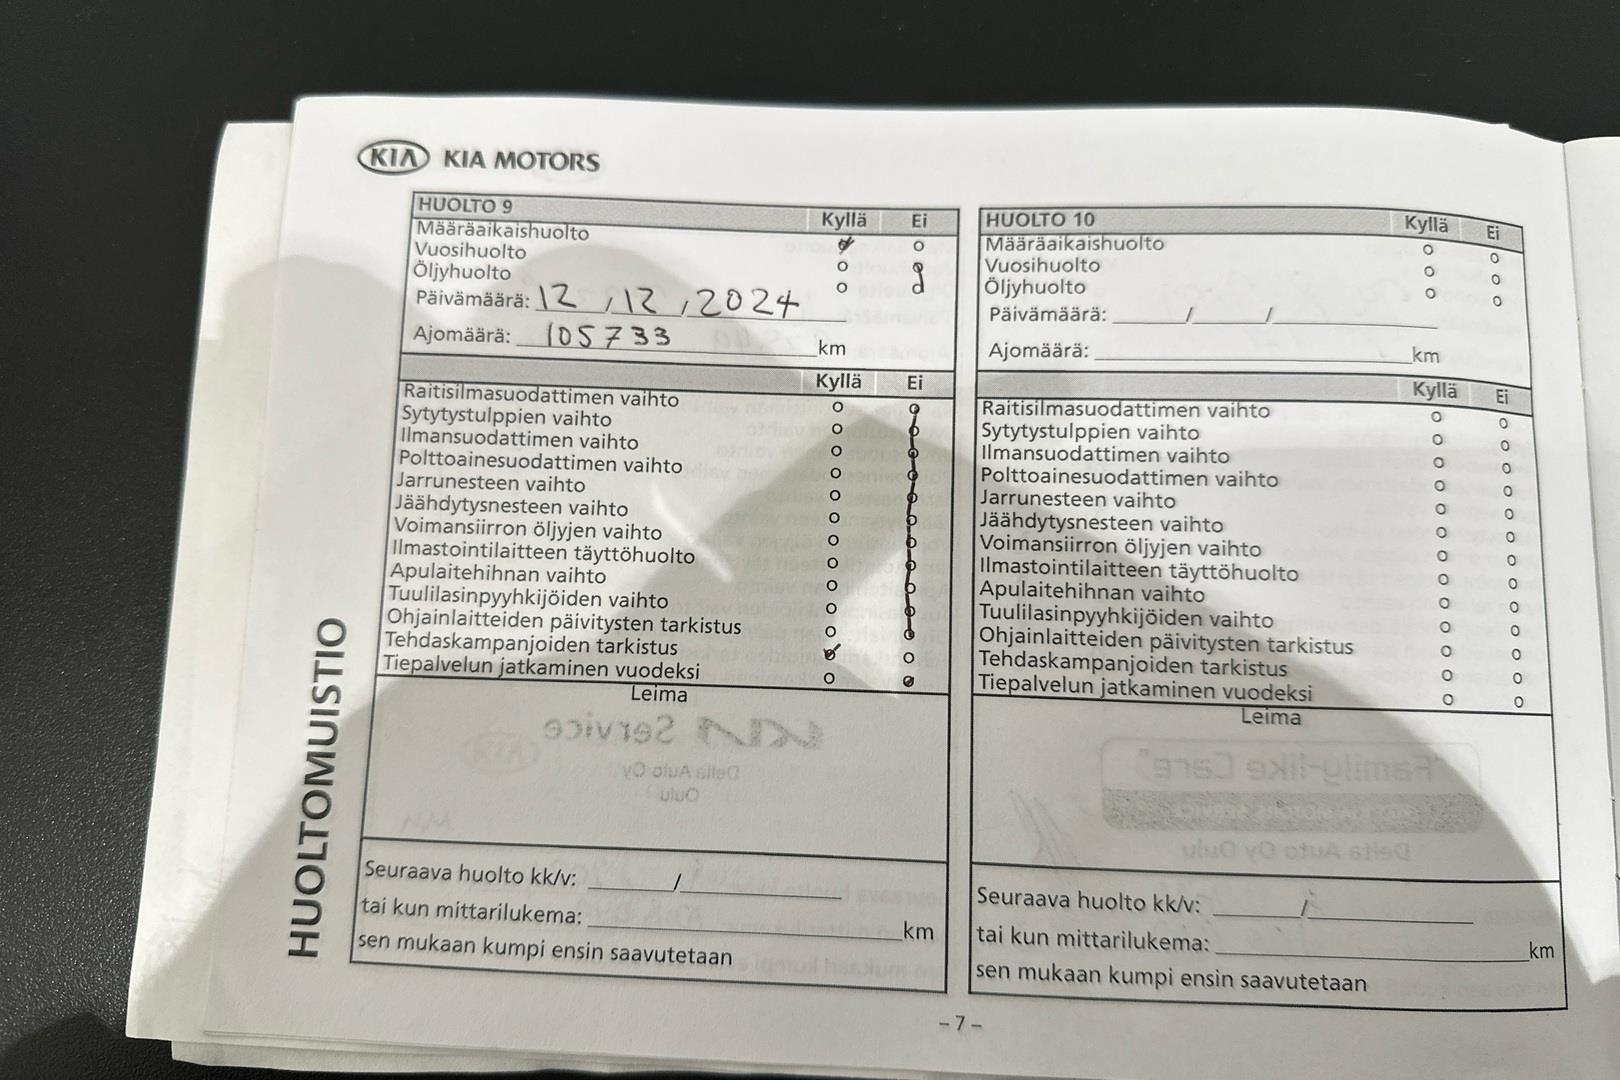 KIA KIA MOTORS
HUOLTOMUISTIO
HUOLTO 9 Kyllä Ei
Määräaikaishuolto
Vuosihuolto
Öljyhuolto
Päivämäärä: 12 / 12 / 2024
Ajomäärä: 105733 km
Kyllä Ei
Raitisilmasuodattimen vaihto
Sytytystulppien vaihto
Ilmansuodattimen vaihto
Polttoainesuodattimen vaihto
Jarrunesteen vaihto
Jäähdytysnesteen vaihto
Voimansiirron öljyjen vaihto
Ilmastointilaitteen täyttöhuolto
Apulaitehihnan vaihto
Tuulilasinpyyhkijöiden vaihto
Ohjainlaitteiden päivitysten tarkistus
Tehdaskampanjoiden tarkistus
Tiepalvelun jatkaminen vuodeksi
Leima
KIA Service
Delta Auto Oy
Oulu
Seuraava huolto kk/v: /
tai kun mittarilukema: km
sen mukaan kumpi ensin saavutetaan
HUOLTO 10 Kyllä Ei
Määräaikaishuolto
Vuosihuolto
Öljyhuolto
Päivämäärä: / /
Ajomäärä: km
Kyllä Ei
Raitisilmasuodattimen vaihto
Sytytystulppien vaihto
Ilmansuodattimen vaihto
Polttoainesuodattimen vaihto
Jarrunesteen vaihto
Jäähdytysnesteen vaihto
Voimansiirron öljyjen vaihto
Ilmastointilaitteen täyttöhuolto
Apulaitehihnan vaihto
Tuulilasinpyyhkijöiden vaihto
Ohjainlaitteiden päivitysten tarkistus
Tehdaskampanjoiden tarkistus
Tiepalvelun jatkaminen vuodeksi
Leima
"Family-like Care"
Delta Auto Oy Oulu
Seuraava huolto kk/v: /
tai kun mittarilukema: km
sen mukaan kumpi ensin saavutetaan
– 7 –